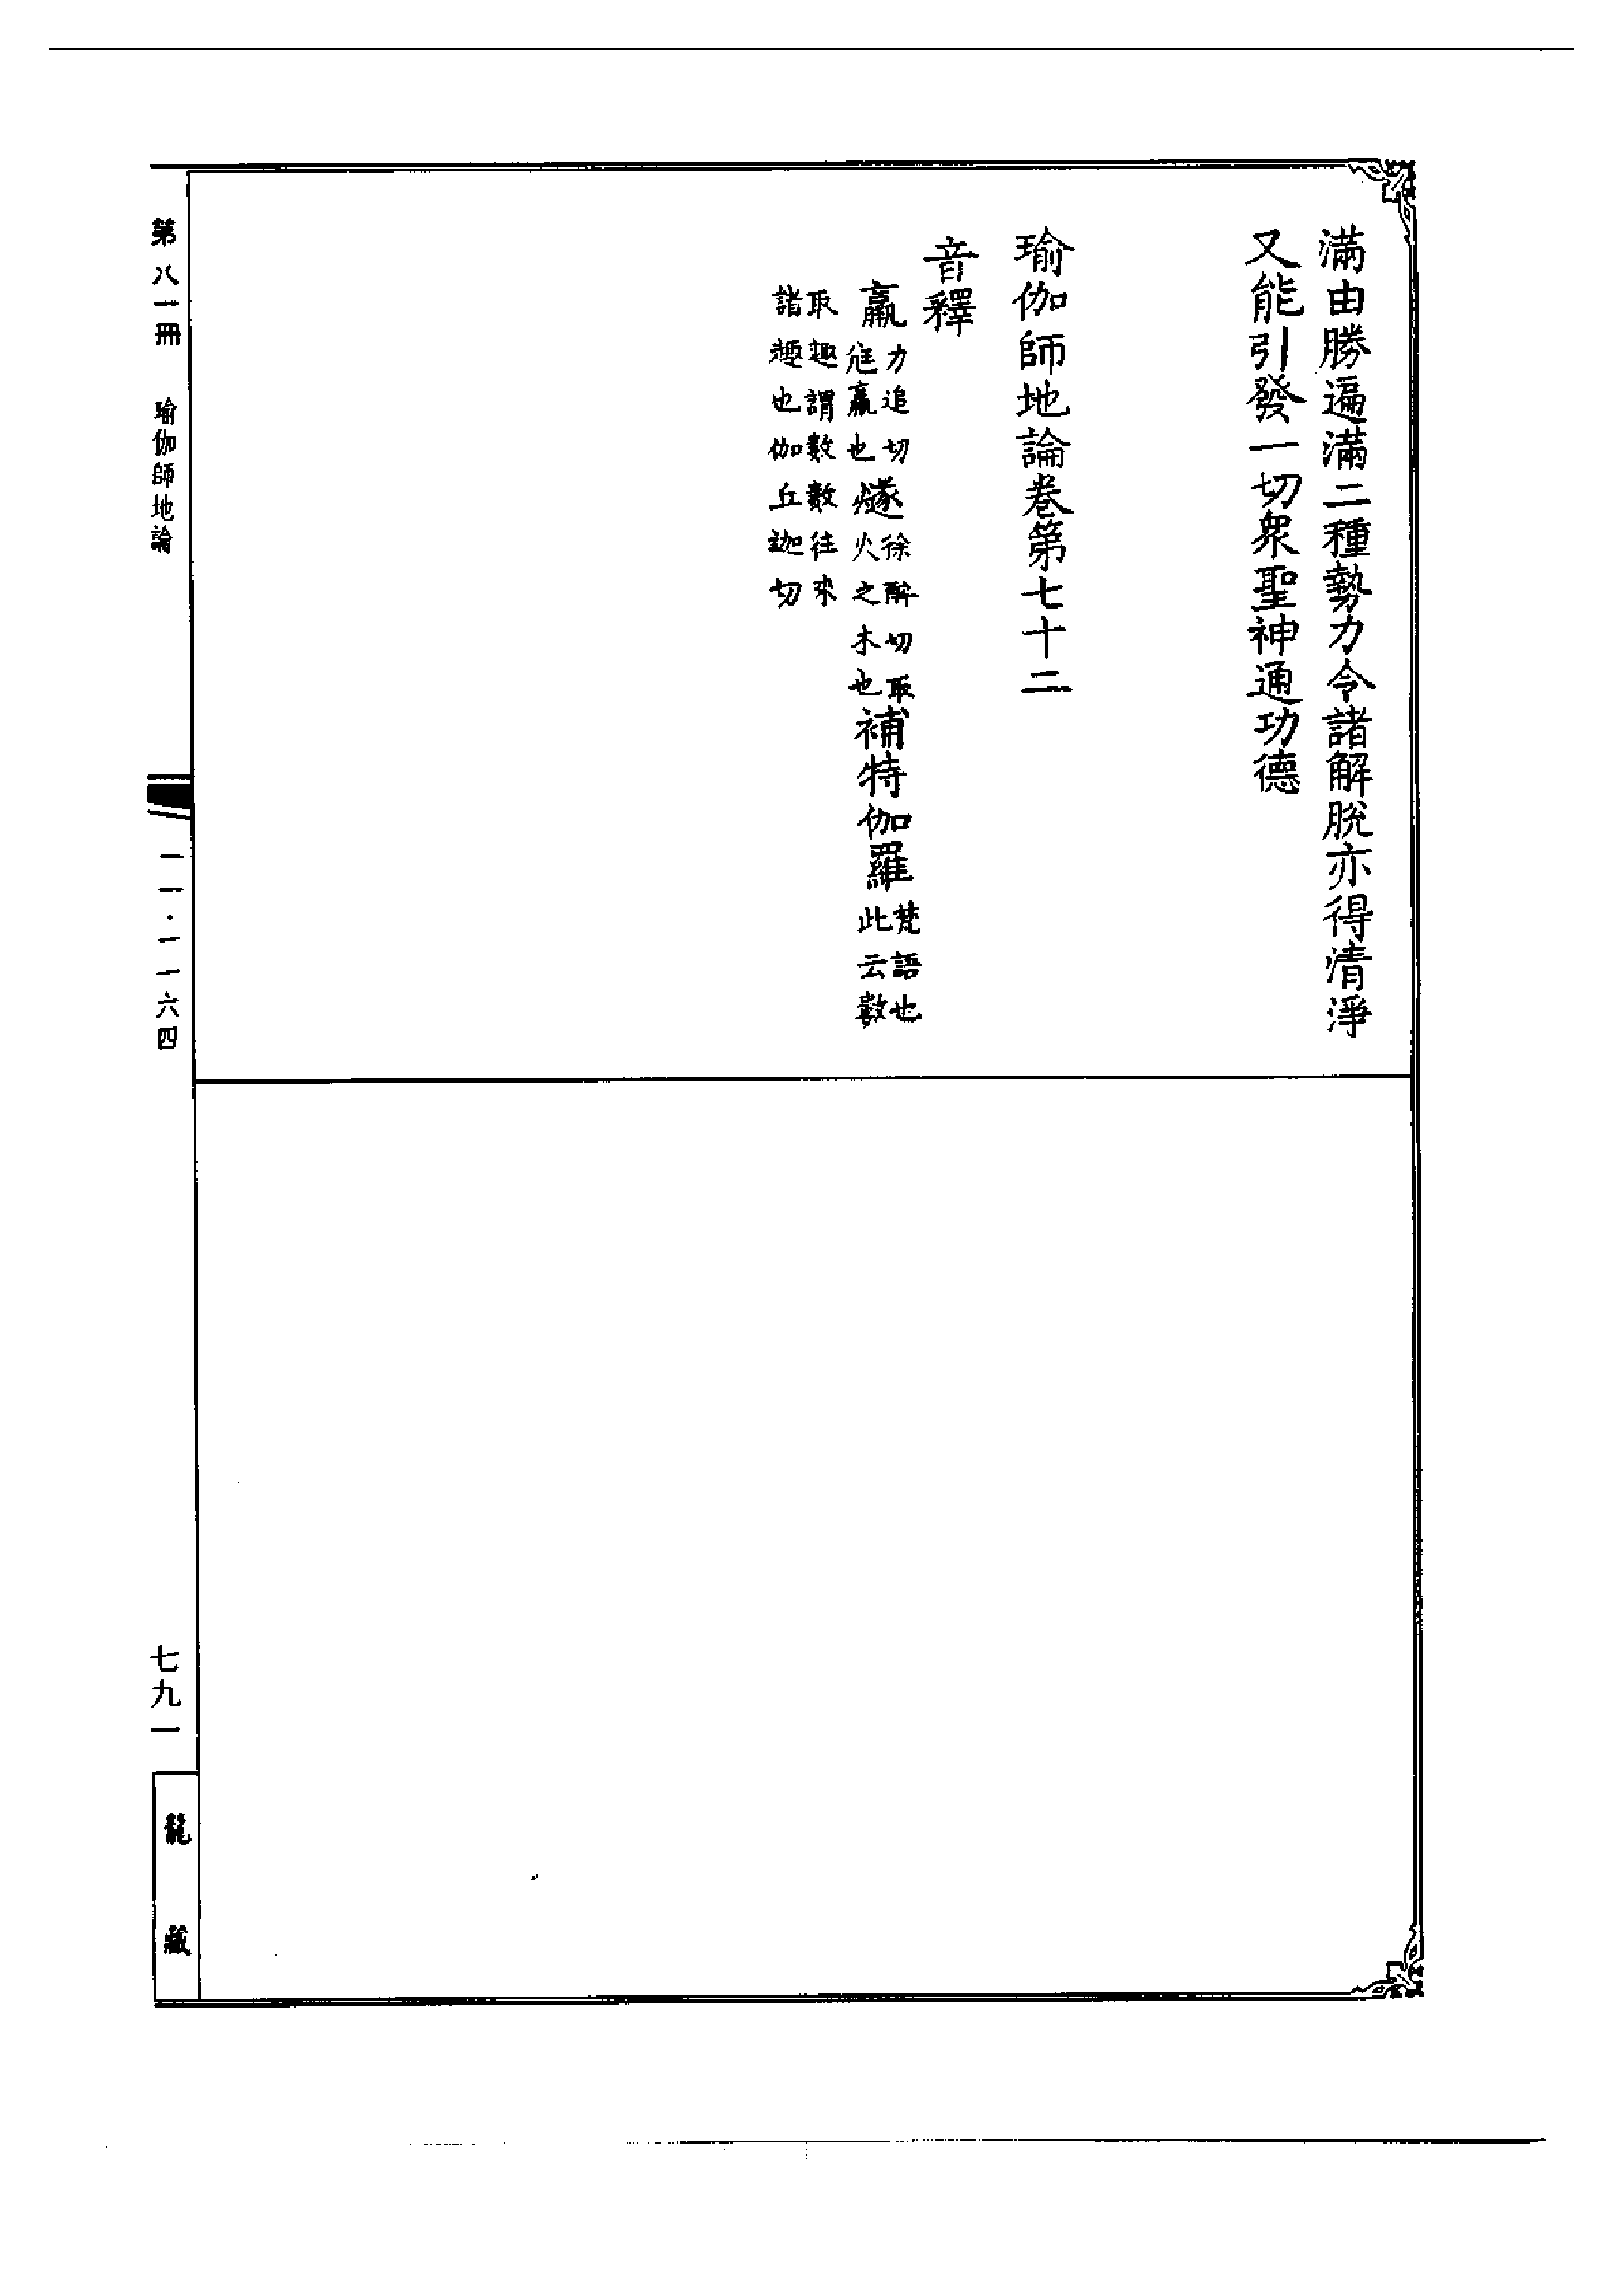 滿由勝遍滿二種勢力令諸解脫亦得清淨
又能引發一切眾聖神通功德
瑜伽師地論卷第七十二
音釋
羸力追切尪羸也燧徐醉切取火之木也補特伽羅梵語也此云數
取趣謂數數往來諸趣也伽丘迦切
第八一冊 瑜伽師地論
一一·一一六四
七九一
龍藏